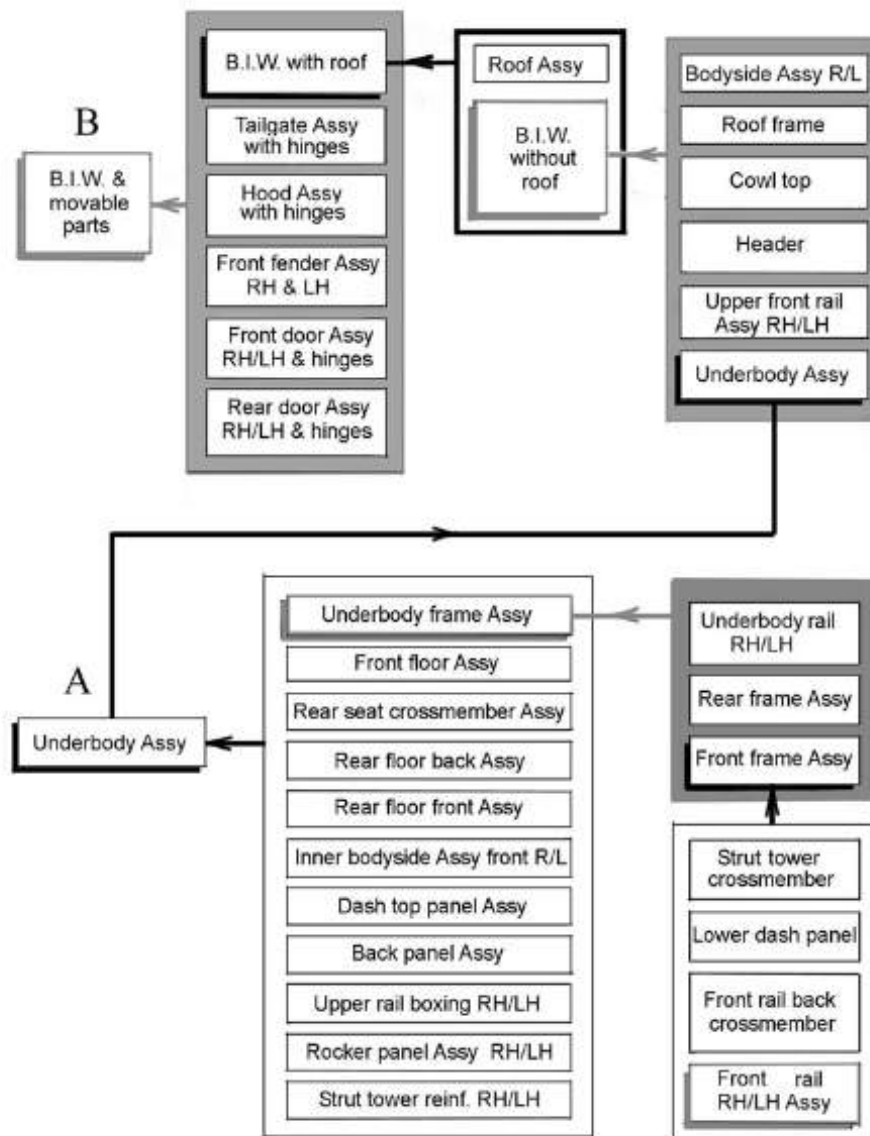 B.I.W. with roof
Tailgate Assy
with hinges
Hood Assy
with hinges
Front fender Assy
RH & LH
Front door Assy
RH/LH & hinges
Rear door Assy
RH/LH & hinges
B
B.I.W. &
movable
parts
Roof Assy
B.I.W.
without
roof
Bodyside Assy R/L
Roof frame
Cowl top
Header
Upper front rail
Assy RH/LH
Underbody Assy
A
Underbody Assy
Underbody frame Assy
Front floor Assy
Rear seat crossmember Assy
Rear floor back Assy
Rear floor front Assy
Inner bodyside Assy front R/L
Dash top panel Assy
Back panel Assy
Upper rail boxing RH/LH
Rocker panel Assy RH/LH
Strut tower reinf. RH/LH
Underbody rail
RH/LH
Rear frame Assy
Front frame Assy
Strut tower
crossmember
Lower dash panel
Front rail back
crossmember
Front rail
RH/LH Assy